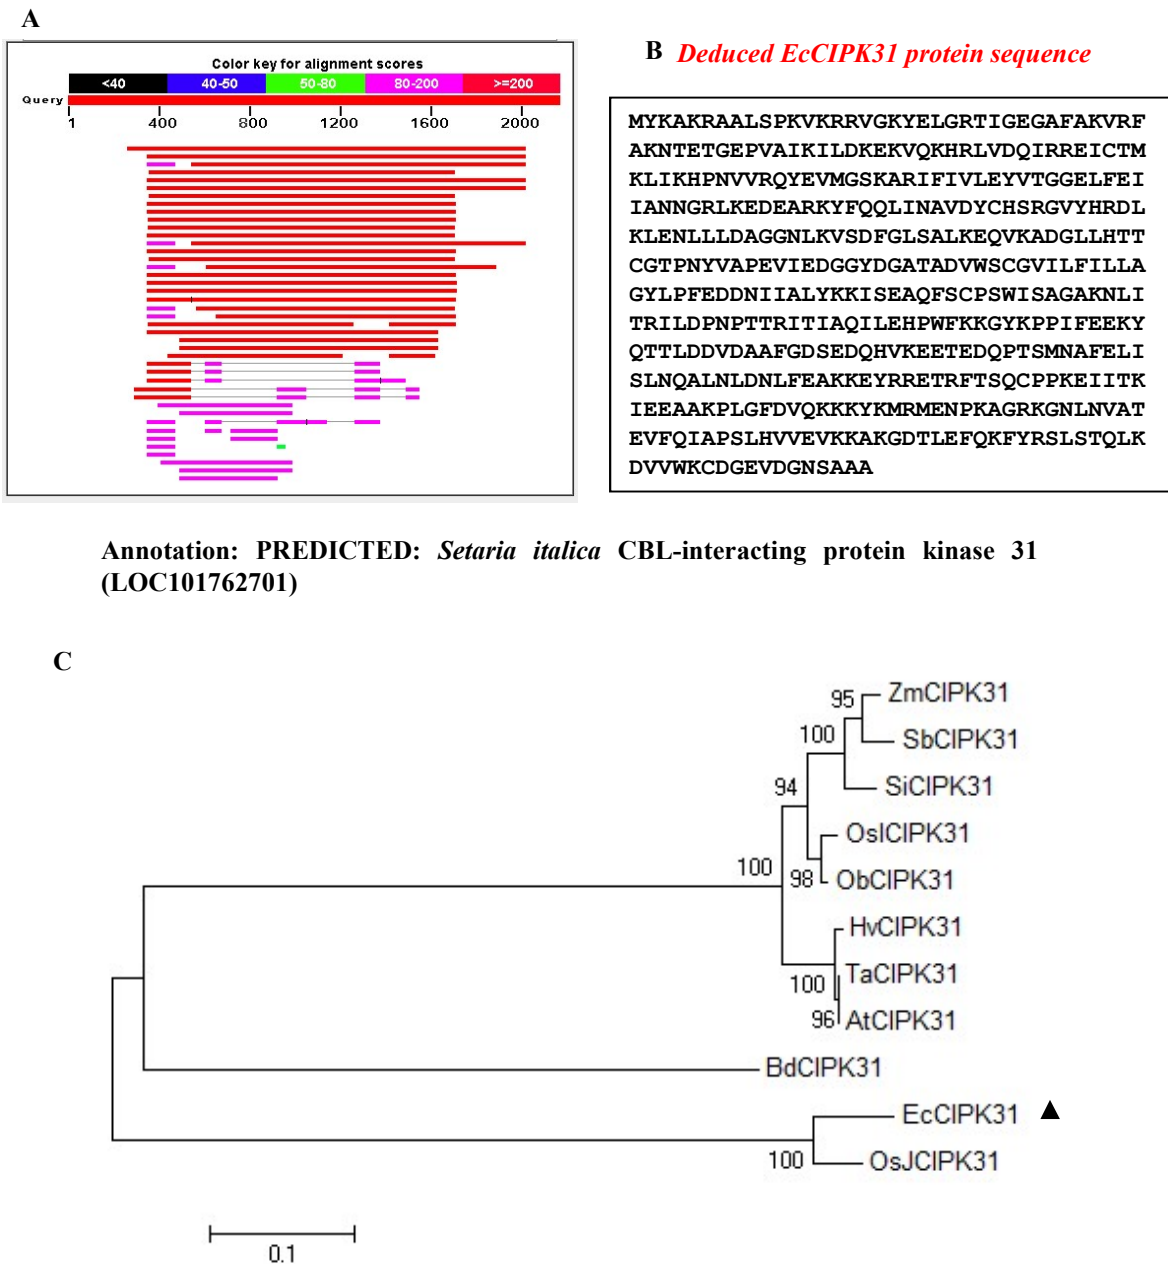 A
Color key for alignment scores
<40 40-50 50-80 80-200 >=200
Query
1 400 800 1200 1600 2000
B Deduced EcCIPK31 protein sequence
MYKAKRAALSPKVKRRVGKYELGRTIGEGAFAKVRF
AKNTETGEPVAIKILDKEKVQKHRLVDQIRREICTM
KLIKHPNVVRQYEVMGSKARIFIVLEYVTGGELFEI
IANNGRLKEDEARKYFQQLINAVDYCHSRGVYHRDL
KLENLLLDAGGNLKVSDFGLSALKEQVKADGLLHTT
CGTPNYVAPEVIEDGGYDGATADVWSCGVILFILLA
GYLPFEDDNIIALYKKISEAQFSCPSWISAGAKNLI
TRILDPNPTTRITIAQILEHPWFKKGYKPPIFEEKY
QTTLDDVDAAFGDSEDQHVKEETEDQPTSMNAFELI
SLNQALNLDNLFEAKKEYRRETRFTSQCPPKEIITK
IEEAAKPLGFDVQKKKYKMRMENPKAGRKGNLNVAT
EVFQIAPSLHVVEVKKAKGDTLEFQKFYRSLSTQLK
DVVWKCDGEVDGNSAAA
Annotation: PREDICTED: Setaria italica CBL-interacting protein kinase 31
(LOC101762701)
C
95 ZmCIPK31
100 SbCIPK31
94 SiCIPK31
OsICIPK31
100 98 ObCIPK31
HvCIPK31
100 TaCIPK31
96 AtCIPK31
BdCIPK31
EcCIPK31
100 OsJCIPK31
0.1